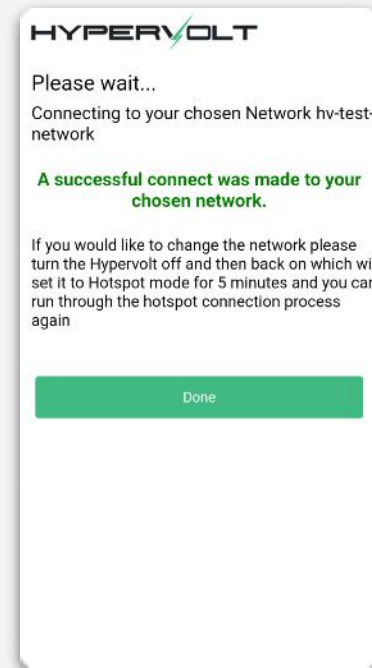 HYPERVOLT
Please wait...
Connecting to your chosen Network hv-test-
network
A successful connect was made to your
chosen network.
If you would like to change the network please
turn the Hypervolt off and then back on which wi
set it to Hotspot mode for 5 minutes and you can
run through the hotspot connection process
again
Done